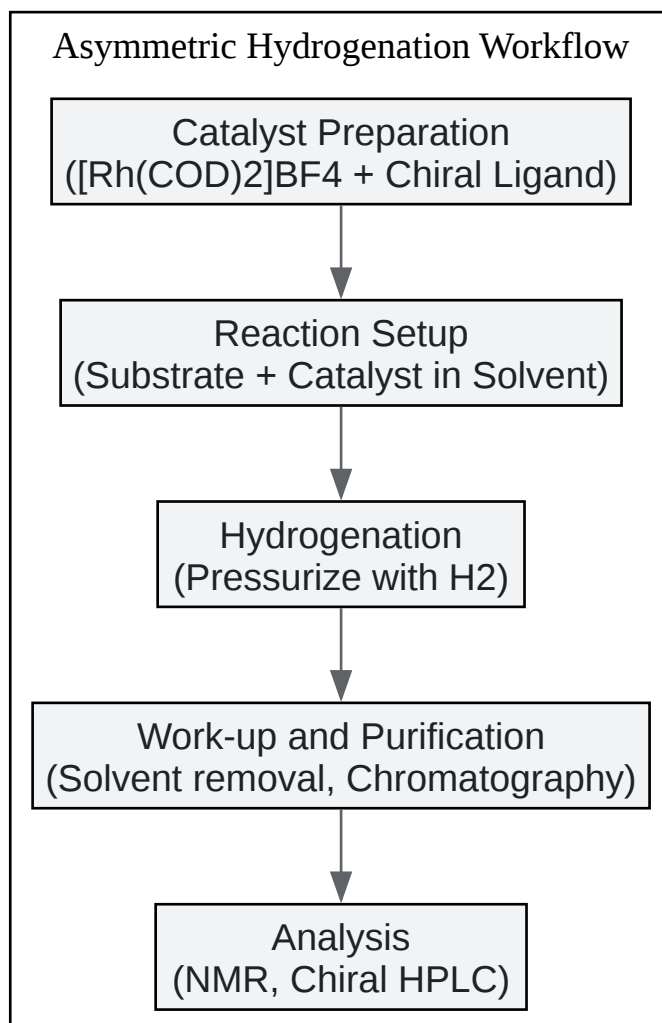 Asymmetric Hydrogenation Workflow
Catalyst Preparation
([Rh(COD)2]BF4 + Chiral Ligand)
Reaction Setup
(Substrate + Catalyst in Solvent)
Hydrogenation
(Pressurize with H2)
Work-up and Purification
(Solvent removal, Chromatography)
Analysis
(NMR, Chiral HPLC)